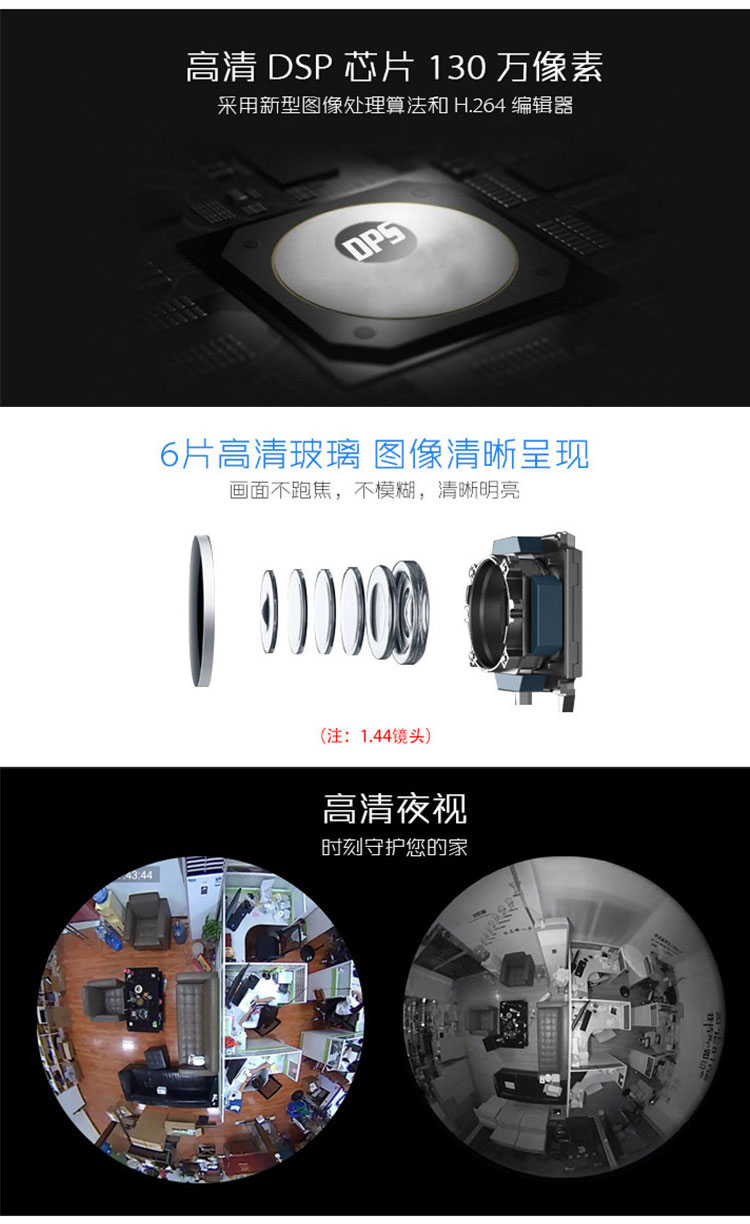 高清 DSP 芯片 130 万像素
采用新型图像处理算法和 H.264 编辑器
DPS
6片高清玻璃 图像清晰呈现
画面不跑焦，不模糊，清晰明亮
（注：1.44镜头）
高清夜视
时刻守护您的家
:43:44